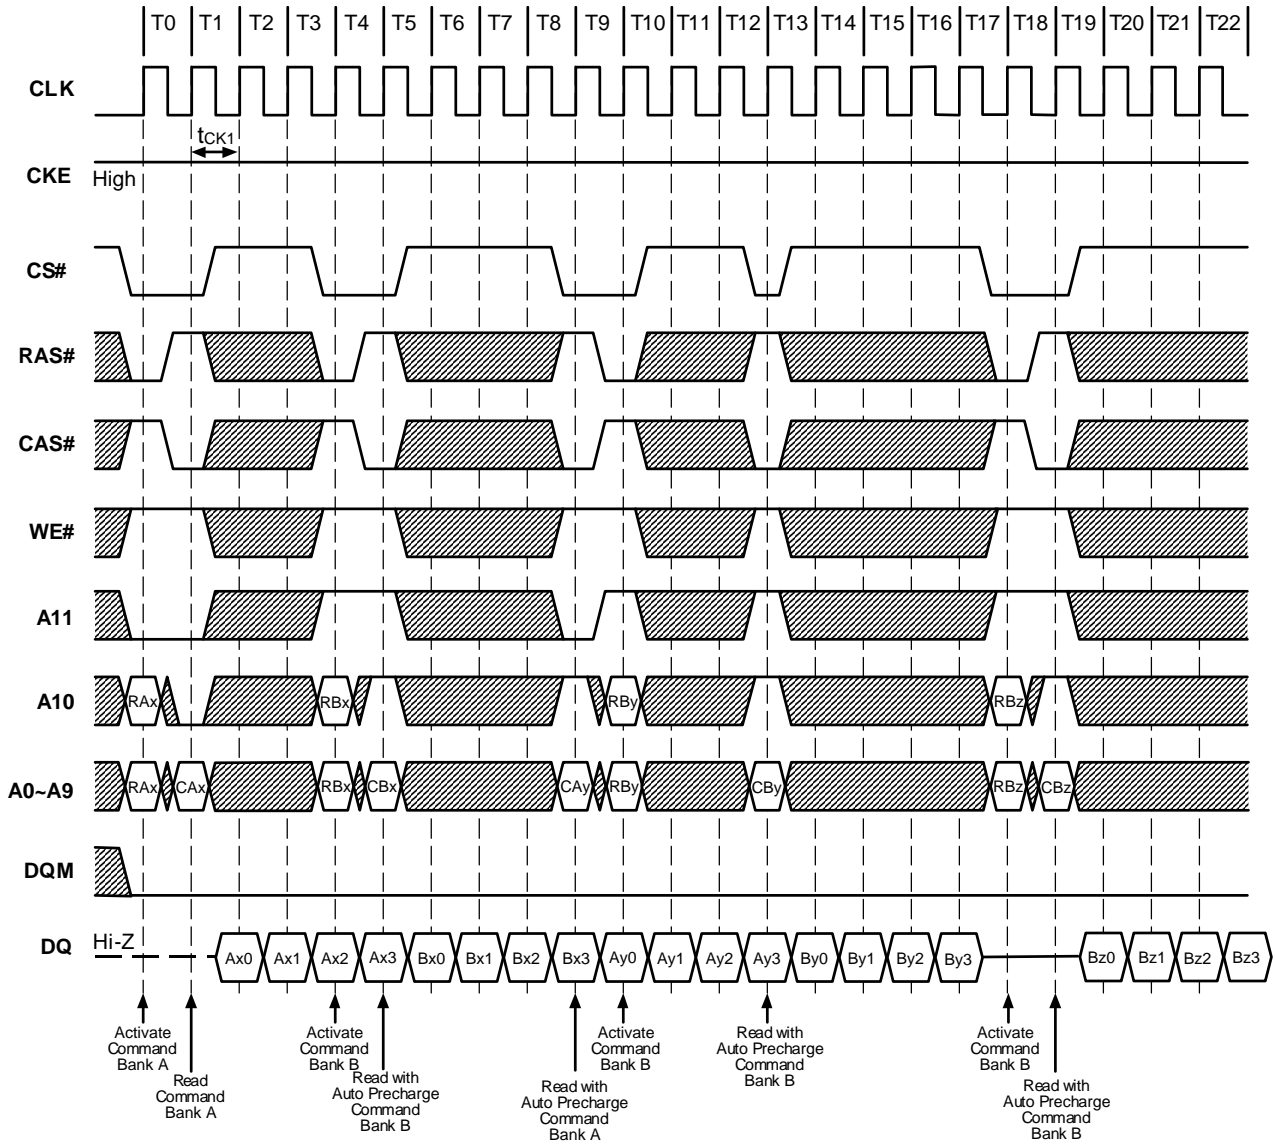 T0 T1 T2 T3 T4 T5 T6 T7 T8 T9 T10 T11 T12 T13 T14 T15 T16 T17 T18 T19 T20 T21 T22
CLK
tCK1
CKE High
CS#
RAS#
CAS#
WE#
A11
A10 RAx RBx RBy RBz
A0~A9 RAx CAx RBx CBx CAy RBy CBy RBz CBz
DQM
DQ Hi-Z Ax0 Ax1 Ax2 Ax3 Bx0 Bx1 Bx2 Bx3 Ay0 Ay1 Ay2 Ay3 By0 By1 By2 By3 Bz0 Bz1 Bz2 Bz3
Activate
Command
Bank A
Read
Command
Bank A
Activate
Command
Bank B
Read with
Auto Precharge
Command
Bank B
Read with
Auto Precharge
Command
Bank A
Activate
Command
Bank B
Read with
Auto Precharge
Command
Bank B
Activate
Command
Bank B
Read with
Auto Precharge
Command
Bank B